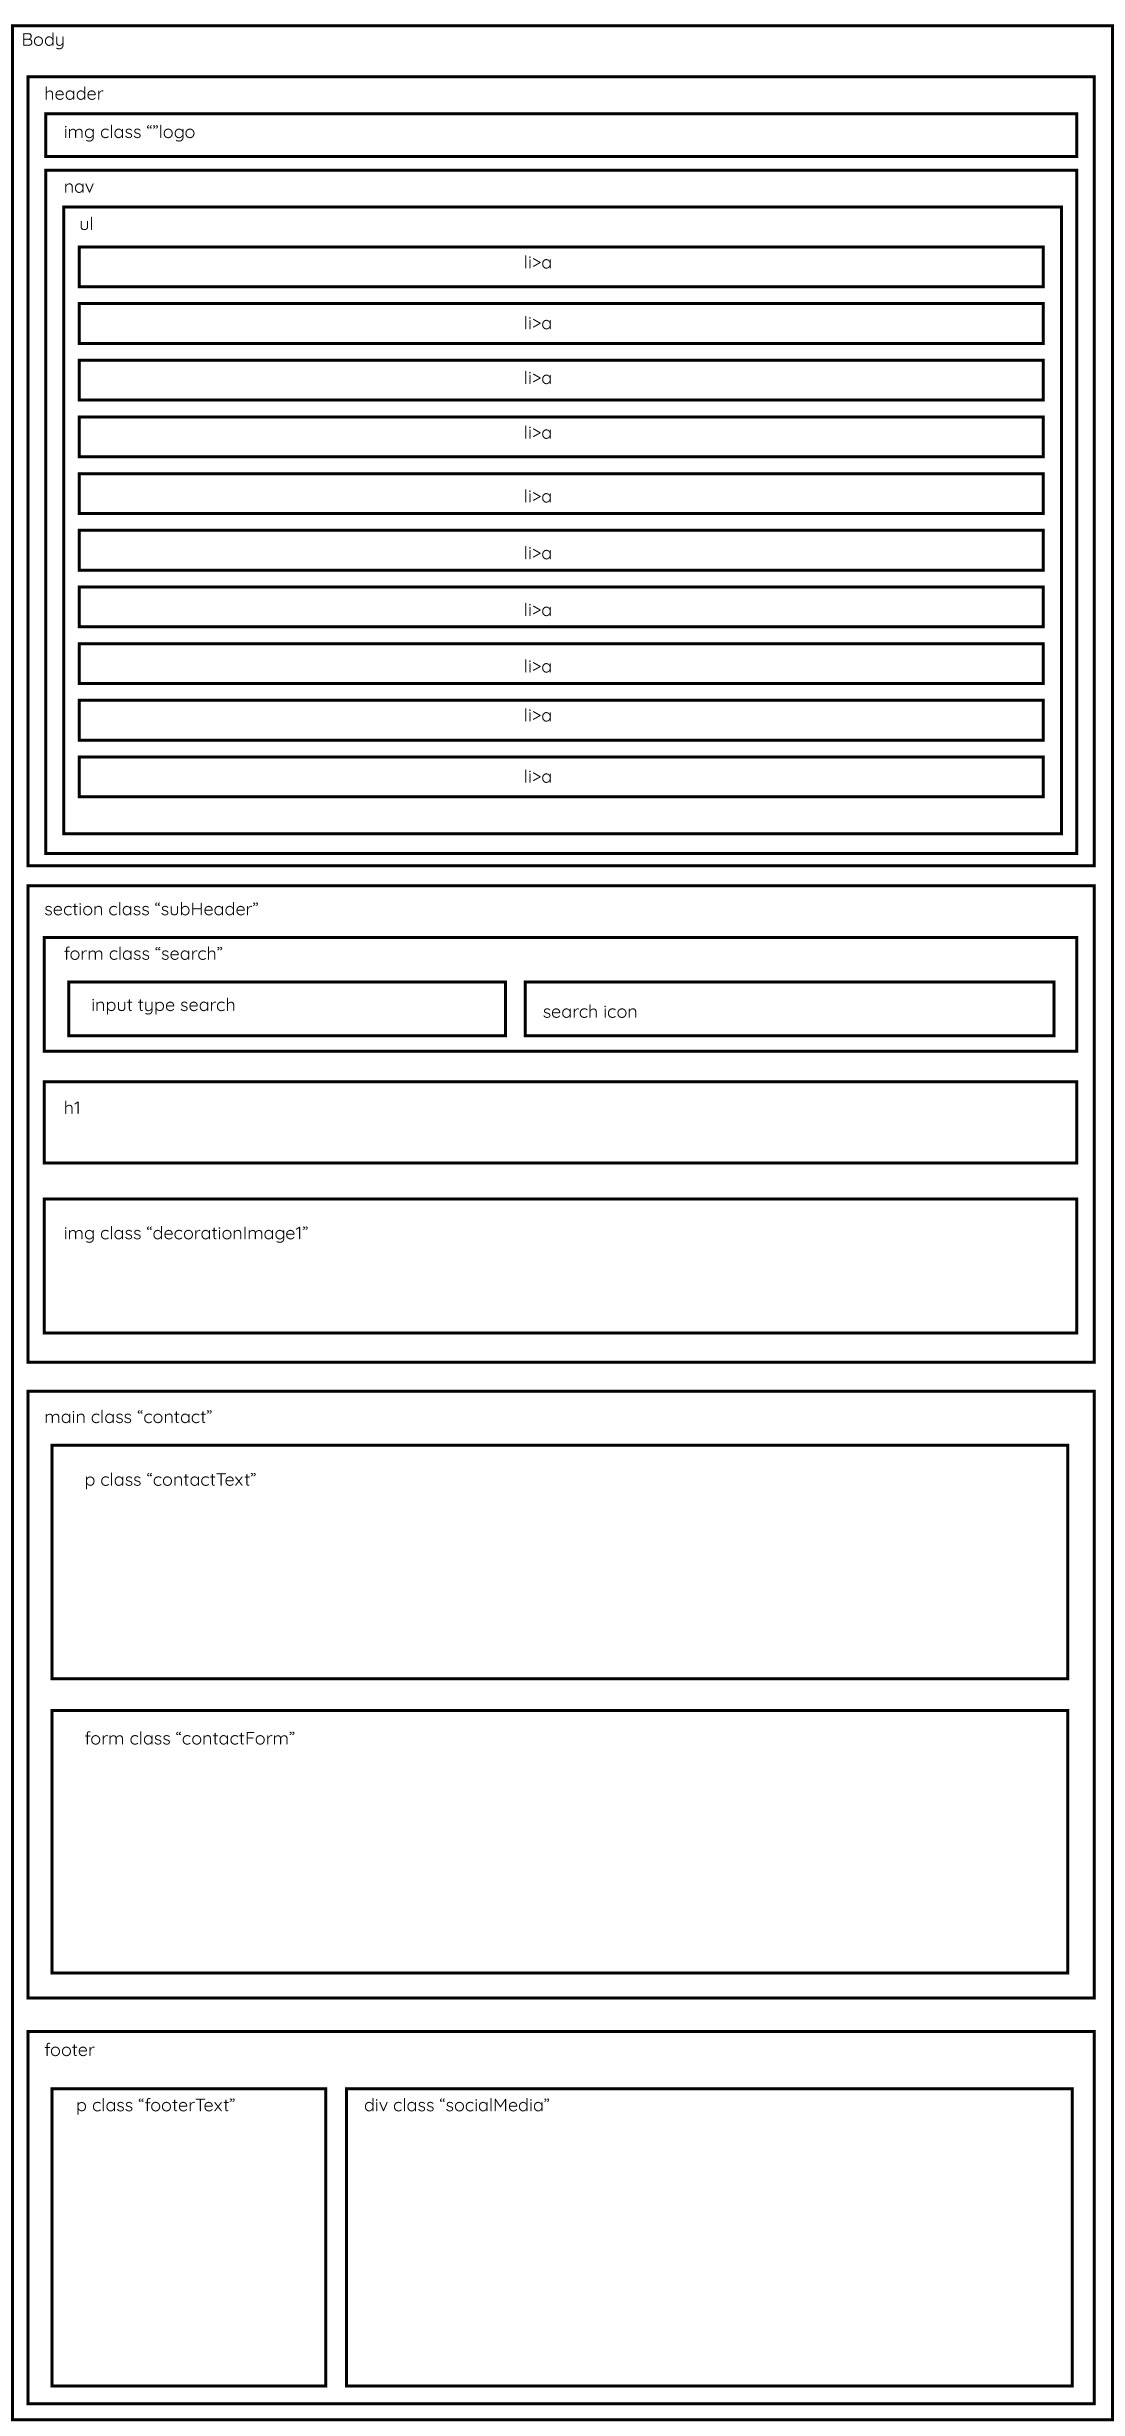 Body
header
img class “”logo
nav
ul
li>a
li>a
li>a
li>a
li>a
li>a
li>a
li>a
li>a
li>a
section class “subHeader”
form class “search”
input type search
search icon
h1
img class “decorationImage1”
main class “contact”
p class “contactText”
form class “contactForm”
footer
p class “footerText”
div class “socialMedia”